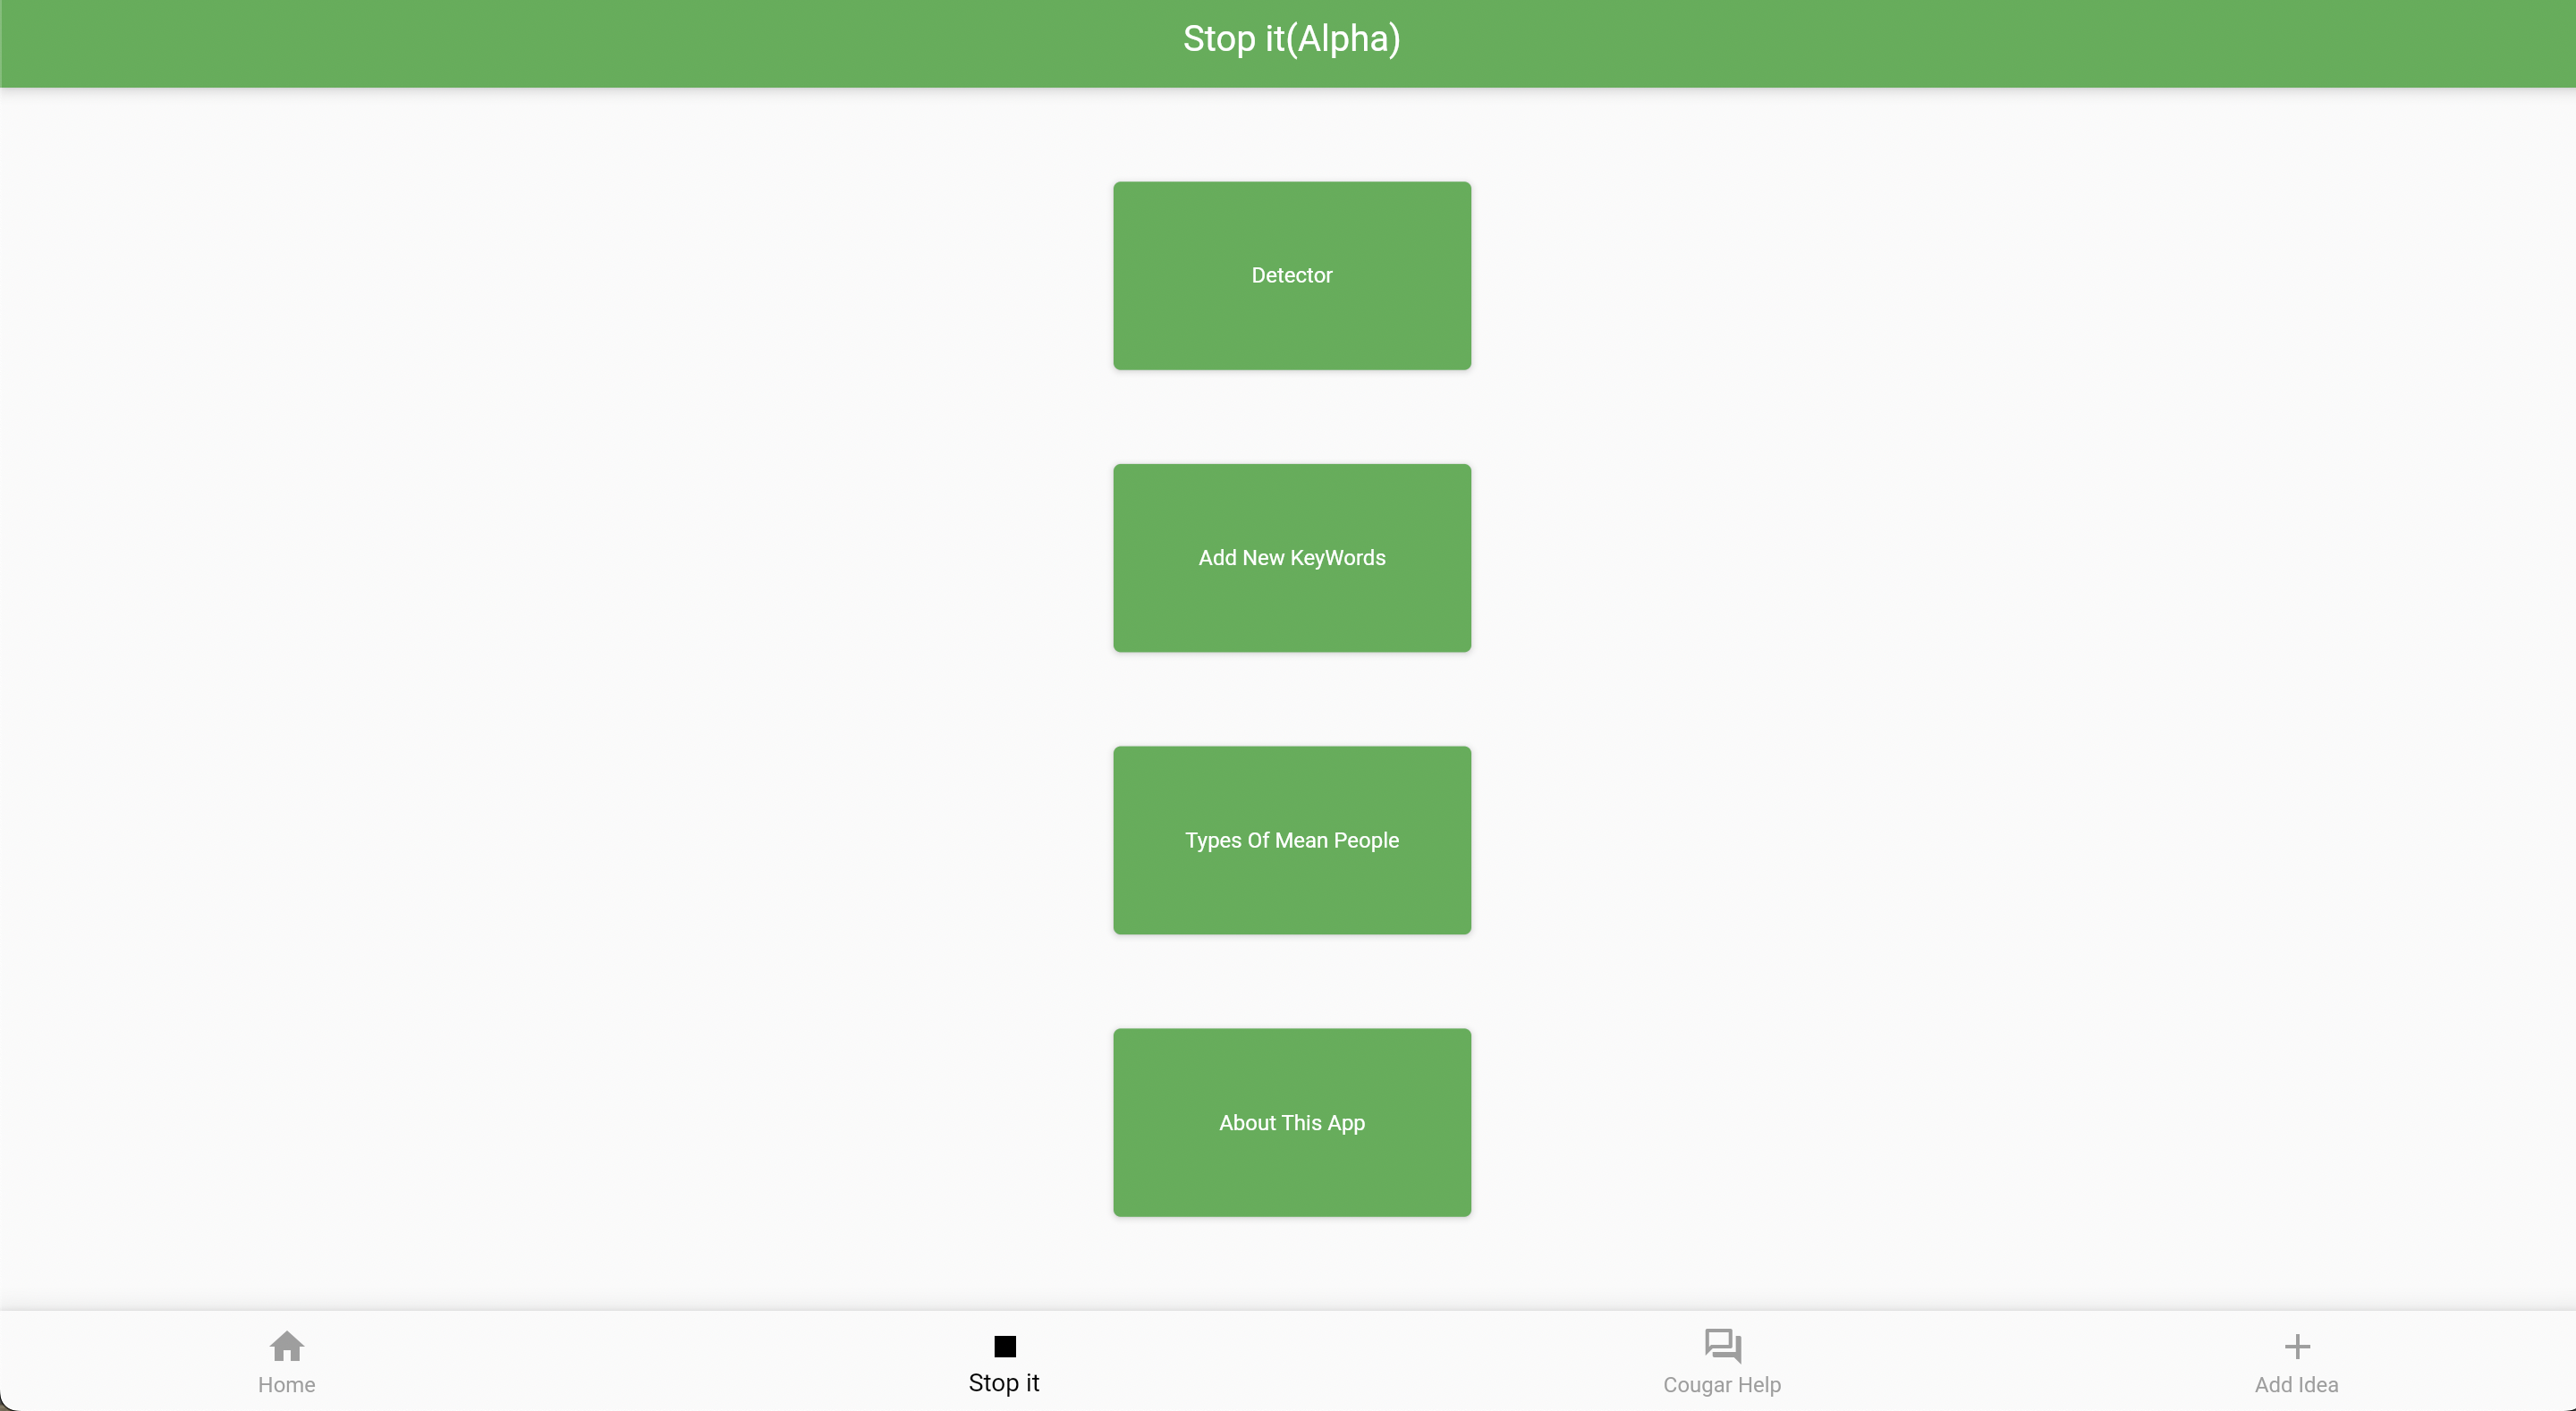 Stop it(Alpha)
Detector
Add New KeyWords
Types Of Mean People
About This App
Home
Stop it
Cougar Help
Add Idea